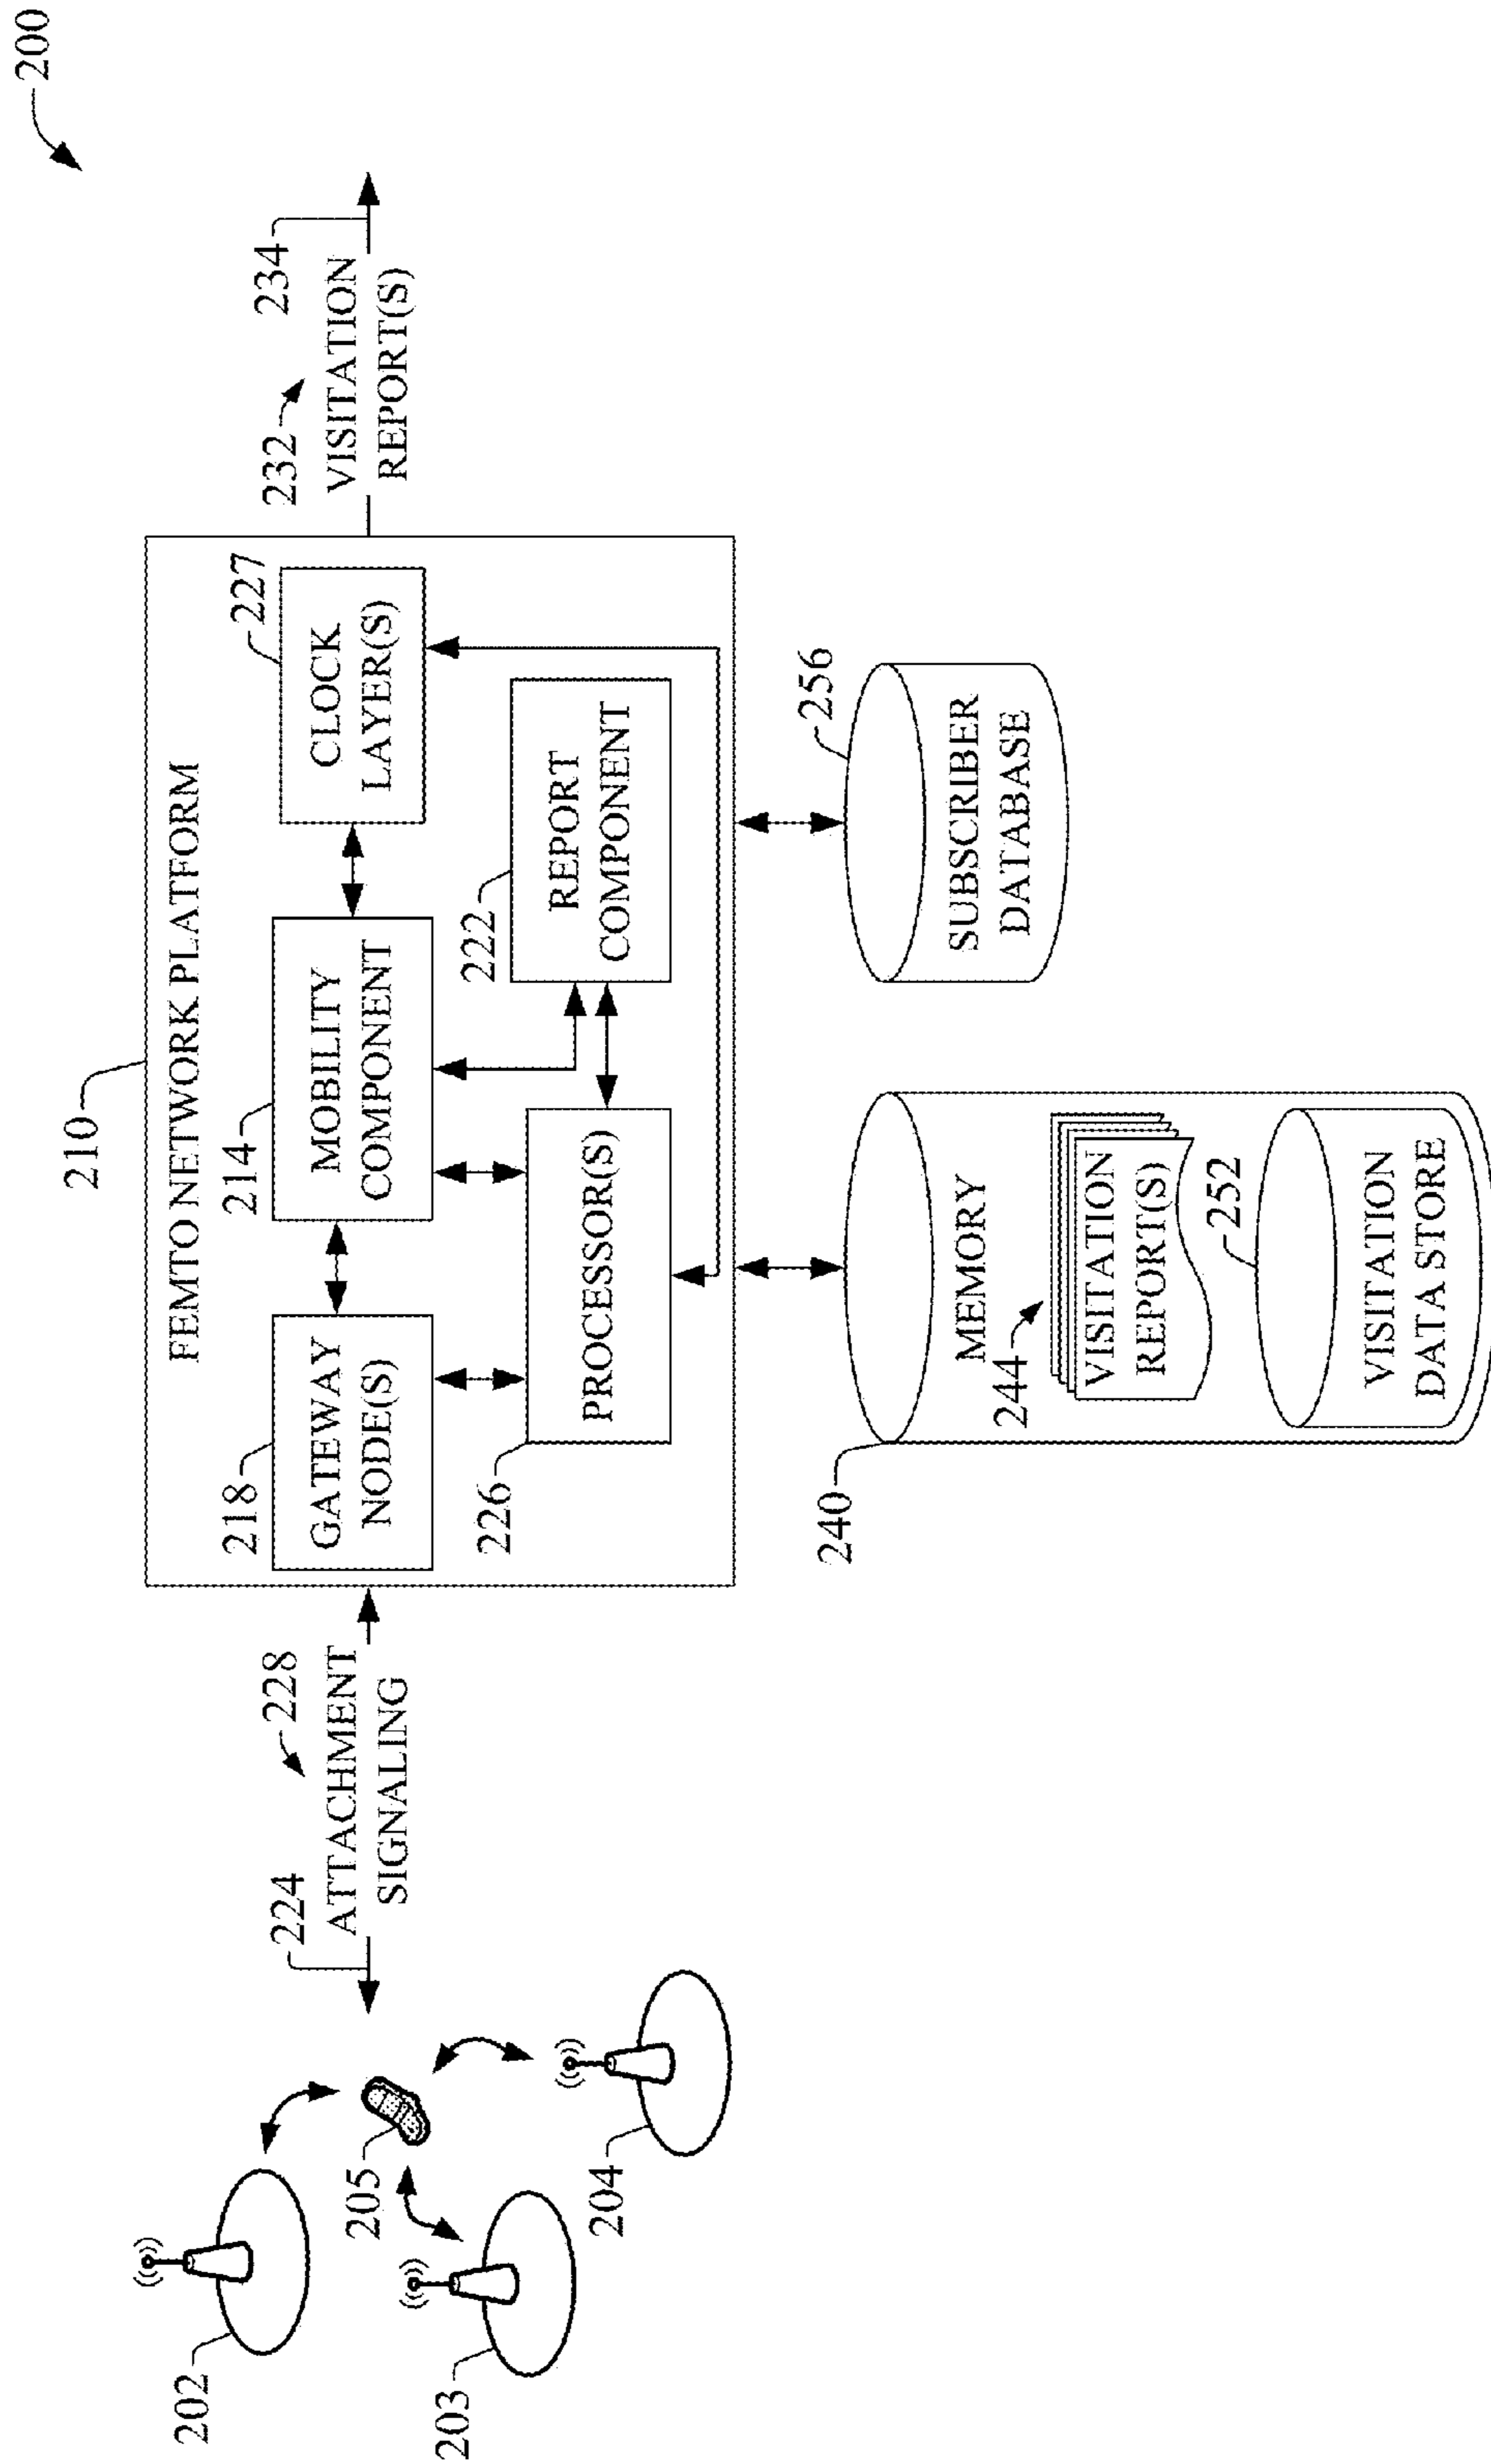 200
210
FEMTO NETWORK PLATFORM
218
GATEWAY
NODE(S)
214
MOBILITY
COMPONENT
227
CLOCK
LAYER(S)
226
PROCESSOR(S)
222
REPORT
COMPONENT
224
228
ATTACHMENT
SIGNALING
232
234
VISITATION
REPORT(S)
202
203
204
205
240
MEMORY
244
VISITATION
REPORT(S)
252
VISITATION
DATA STORE
256
SUBSCRIBER
DATABASE